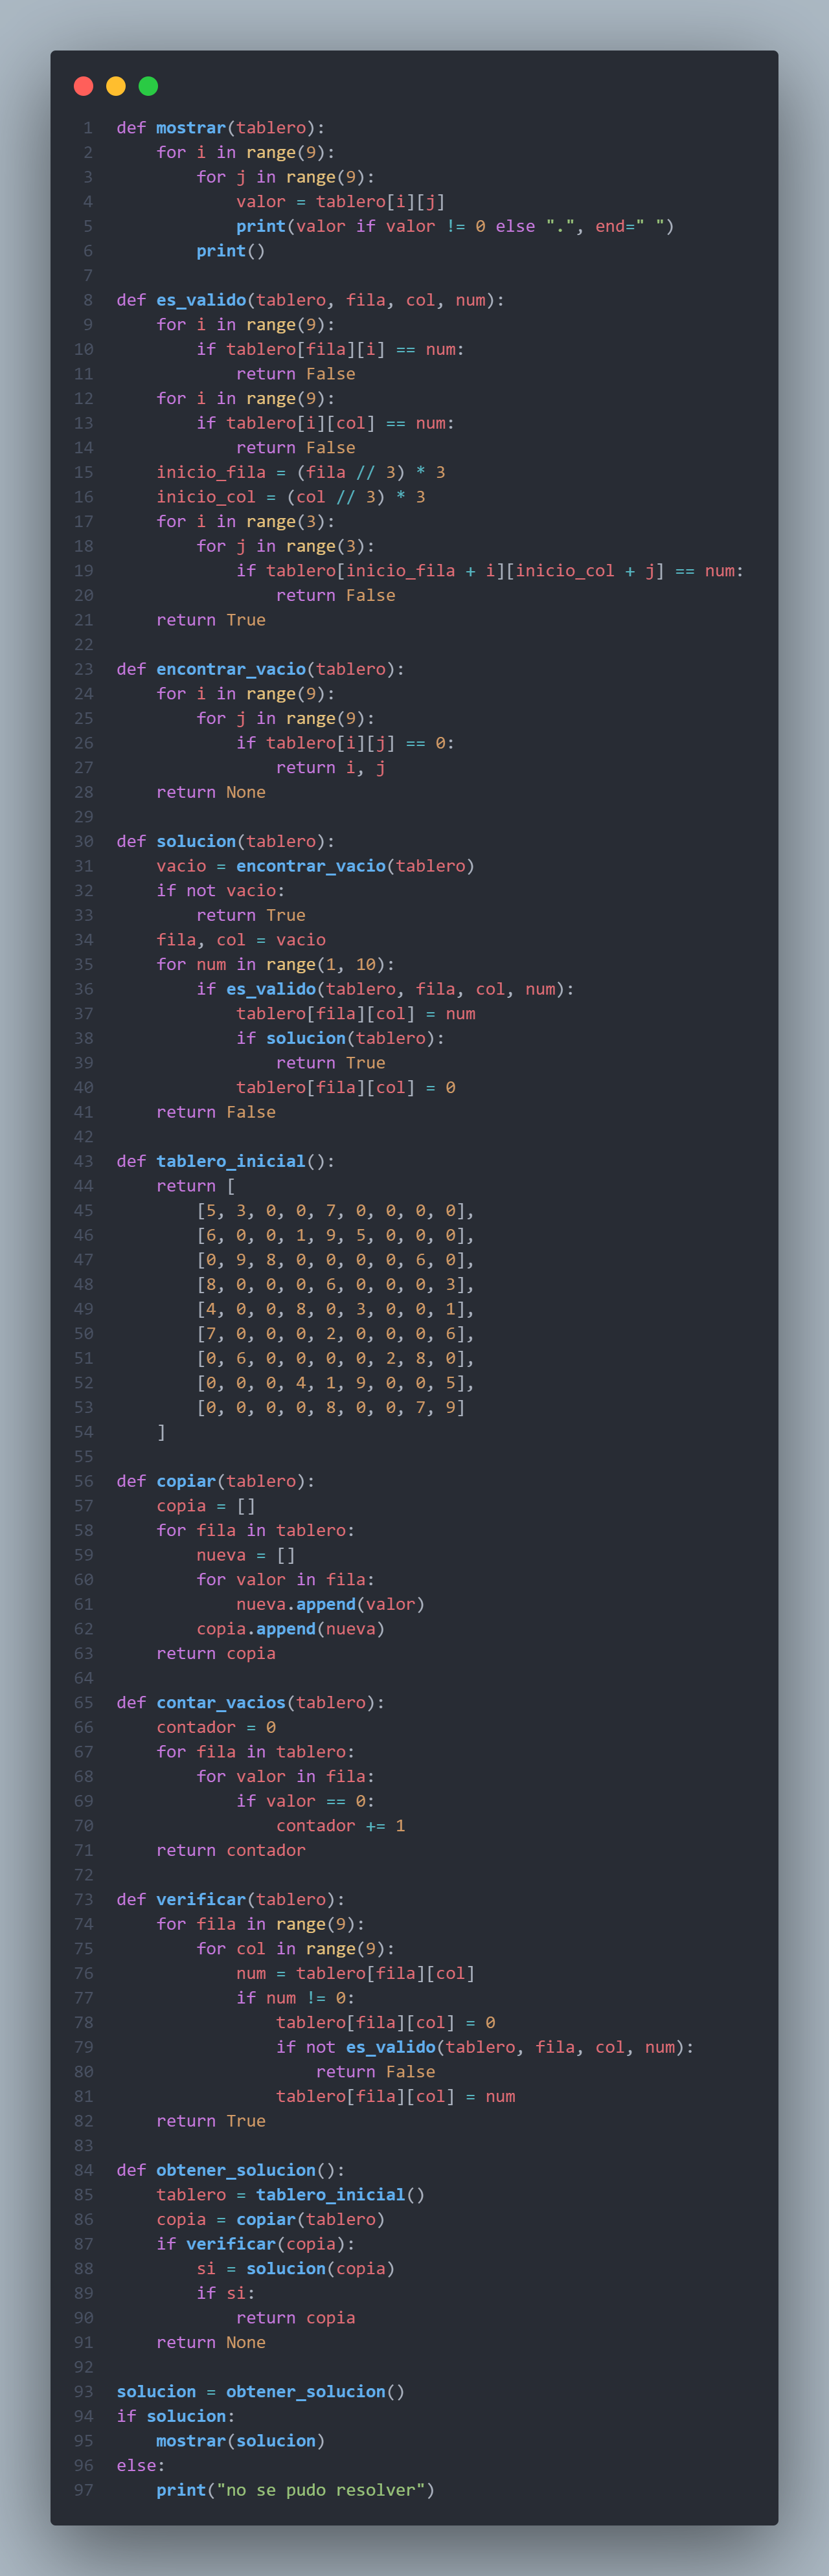 1 def mostrar(tablero):
2     for i in range(9):
3         for j in range(9):
4             valor = tablero[i][j]
5             print(valor if valor != 0 else ".", end=" ")
6         print()
7
8 def es_valido(tablero, fila, col, num):
9     for i in range(9):
10         if tablero[fila][i] == num:
11             return False
12     for i in range(9):
13         if tablero[i][col] == num:
14             return False
15     inicio_fila = (fila // 3) * 3
16     inicio_col = (col // 3) * 3
17     for i in range(3):
18         for j in range(3):
19             if tablero[inicio_fila + i][inicio_col + j] == num:
20                 return False
21     return True
22
23 def encontrar_vacio(tablero):
24     for i in range(9):
25         for j in range(9):
26             if tablero[i][j] == 0:
27                 return i, j
28     return None
29
30 def solucion(tablero):
31     vacio = encontrar_vacio(tablero)
32     if not vacio:
33         return True
34     fila, col = vacio
35     for num in range(1, 10):
36         if es_valido(tablero, fila, col, num):
37             tablero[fila][col] = num
38             if solucion(tablero):
39                 return True
40             tablero[fila][col] = 0
41     return False
42
43 def tablero_inicial():
44     return [
45         [5, 3, 0, 0, 7, 0, 0, 0, 0],
46         [6, 0, 0, 1, 9, 5, 0, 0, 0],
47         [0, 9, 8, 0, 0, 0, 0, 6, 0],
48         [8, 0, 0, 0, 6, 0, 0, 0, 3],
49         [4, 0, 0, 8, 0, 3, 0, 0, 1],
50         [7, 0, 0, 0, 2, 0, 0, 0, 6],
51         [0, 6, 0, 0, 0, 0, 2, 8, 0],
52         [0, 0, 0, 4, 1, 9, 0, 0, 5],
53         [0, 0, 0, 0, 8, 0, 0, 7, 9]
54     ]
55
56 def copiar(tablero):
57     copia = []
58     for fila in tablero:
59         nueva = []
60         for valor in fila:
61             nueva.append(valor)
62         copia.append(nueva)
63     return copia
64
65 def contar_vacios(tablero):
66     contador = 0
67     for fila in tablero:
68         for valor in fila:
69             if valor == 0:
70                 contador += 1
71     return contador
72
73 def verificar(tablero):
74     for fila in range(9):
75         for col in range(9):
76             num = tablero[fila][col]
77             if num != 0:
78                 tablero[fila][col] = 0
79                 if not es_valido(tablero, fila, col, num):
80                     return False
81                 tablero[fila][col] = num
82     return True
83
84 def obtener_solucion():
85     tablero = tablero_inicial()
86     copia = copiar(tablero)
87     if verificar(copia):
88         si = solucion(copia)
89         if si:
90             return copia
91     return None
92
93 solucion = obtener_solucion()
94 if solucion:
95     mostrar(solucion)
96 else:
97     print("no se pudo resolver")